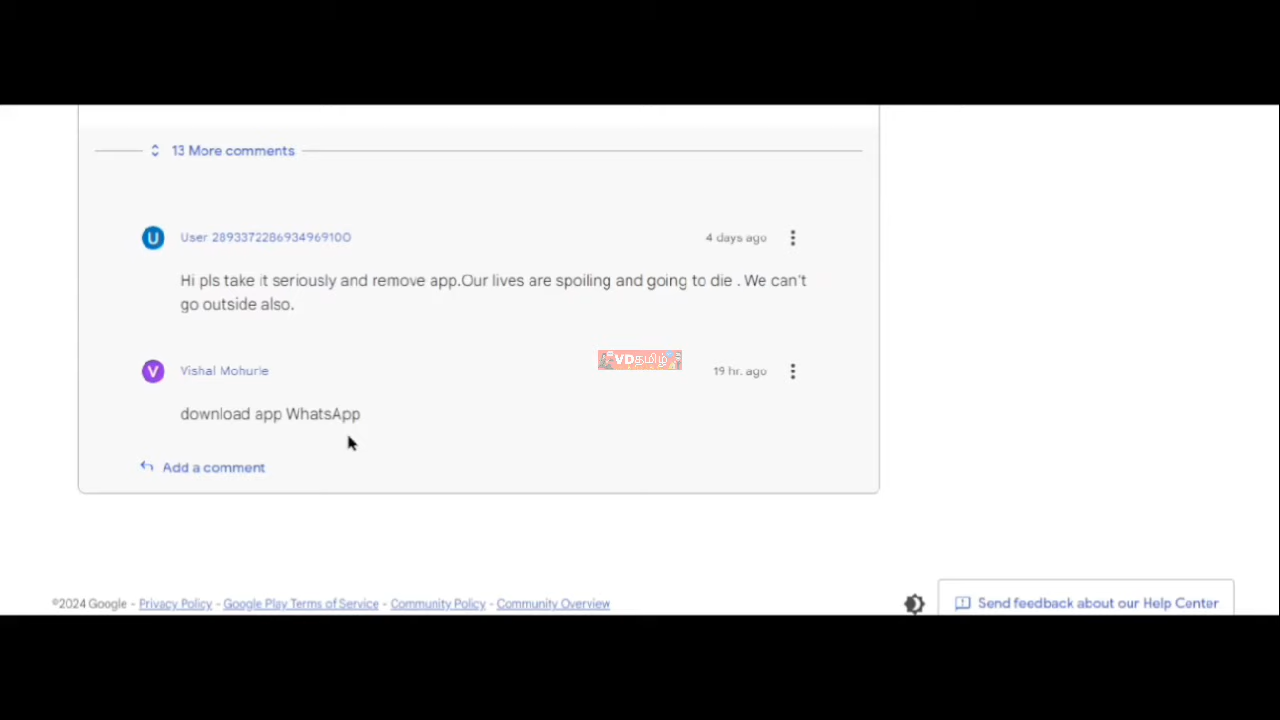 13 More comments
U
User 2893372286934969100
4 days ago
Hi pls take it seriously and remove app.Our lives are spoiling and going to die . We can't
go outside also.
VDதமிழ்
V
Vishal Mohurle
19 hr. ago
download app WhatsApp
Add a comment
©2024 Google - Privacy Policy - Google Play Terms of Service - Community Policy - Community Overview
Send feedback about our Help Center